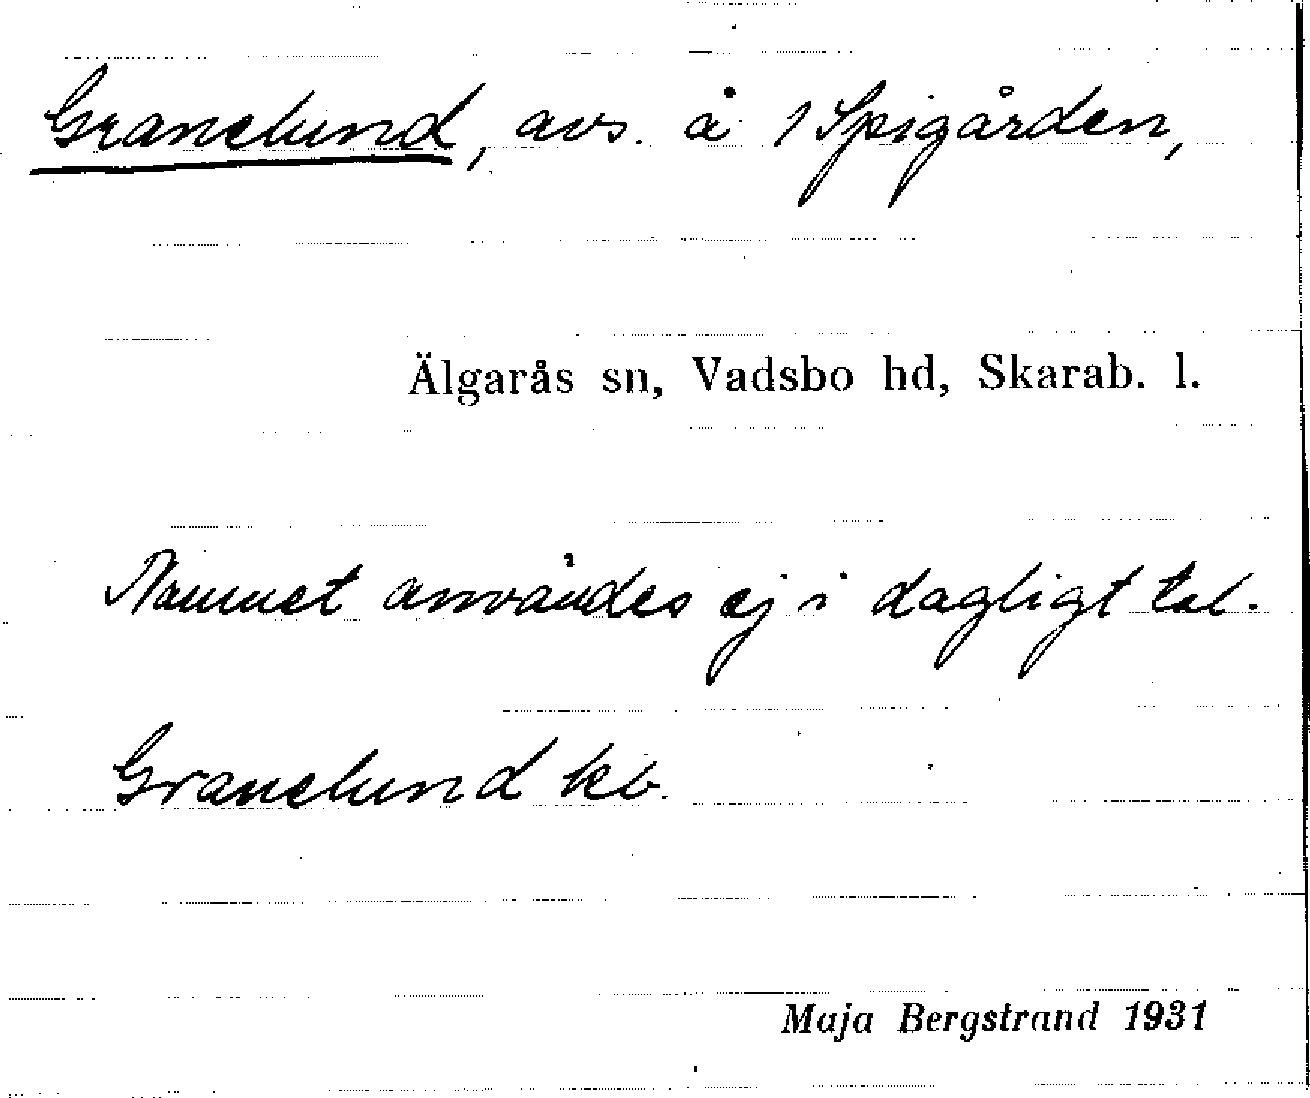 Granelund, avs. å 1 Spigården,
Älgarås sn, Vadsbo hd, Skarab. l.
Namnet användes ej i dagligt tal.
Granelund kb.
Maja Bergstrand 1931